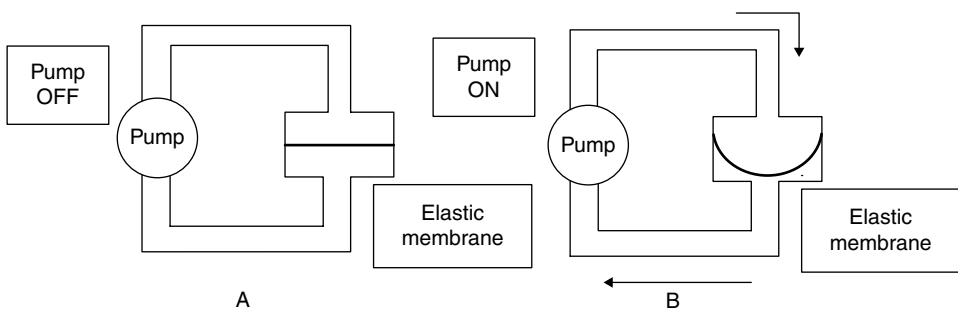 Pump
OFF
Pump
Elastic
membrane
A
Pump
ON
Pump
Elastic
membrane
B